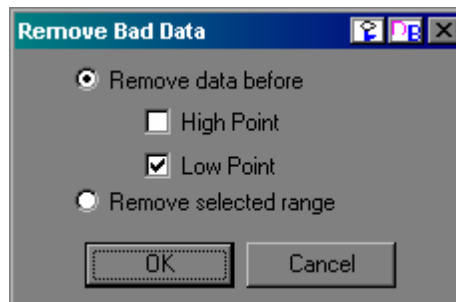 Remove Bad Data
Remove data before
High Point
Low Point
Remove selected range
OK
Cancel